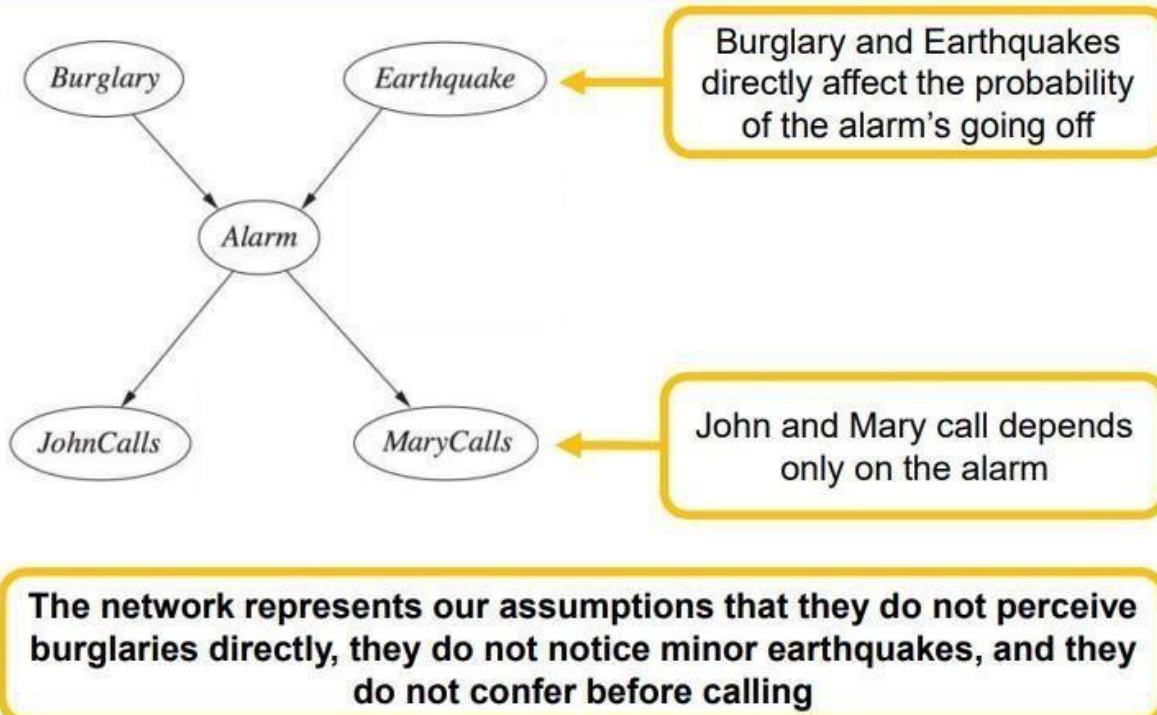 Burglary
Earthquake
Burglary and Earthquakes
directly affect the probability
of the alarm's going off
Alarm
JohnCalls
MaryCalls
John and Mary call depends
only on the alarm
The network represents our assumptions that they do not perceive
burglaries directly, they do not notice minor earthquakes, and they
do not confer before calling